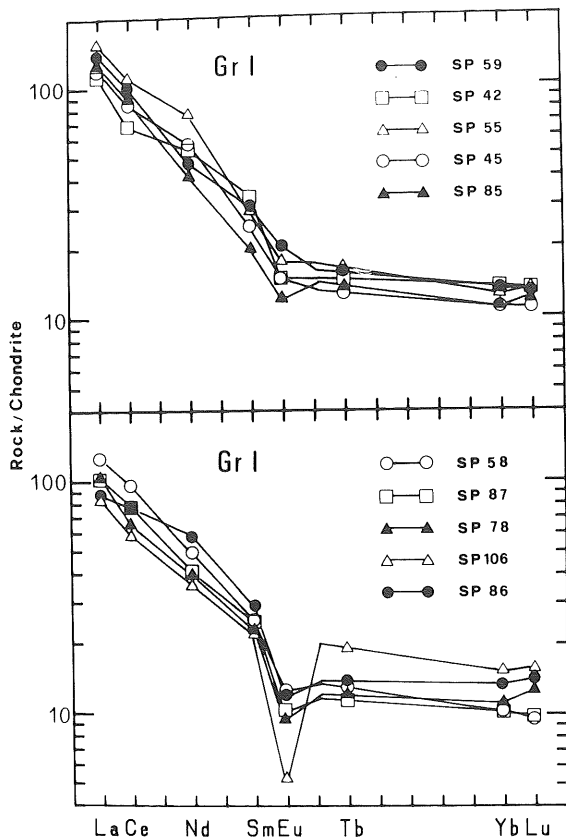 Gr I
SP 59
SP 42
SP 55
SP 45
SP 85
100
10
Rock/Chondrite
Gr I
SP 58
SP 87
SP 78
SP 106
SP 86
100
10
La Ce Nd Sm Eu Tb Yb Lu